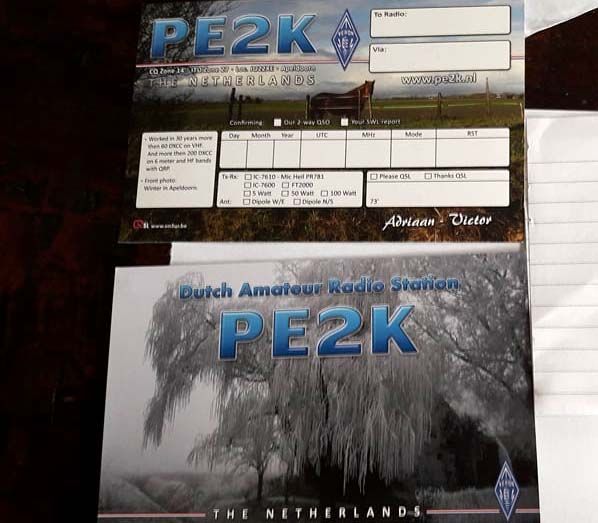 PE2K
To Radio:
Via:
CQ Zone 14 - ITU Zone 27 - Loc. JO22XE - Apeldoorn
THE NETHERLANDS
www.pe2k.nl
Confirming: Our 2-way QSO Your SWL report
• Worked in 30 years more
then 60 DXCC on VHF.
And more then 200 DXCC
on 6 meter and HF bands
with QRP.
• Front photo:
Winter in Apeldoorn.
Day Month Year UTC MHz Mode RST
Tx-Rx: IC-7610 - Mic Heil PR781
IC-7600 FT2000
5 Watt 50 Watt 100 Watt
Ant: Dipole W/E Dipole N/S
Please QSL Thanks QSL
73'
Adriaan - Victor
Dutch Amateur Radio Station
PE2K
THE NETHERLANDS